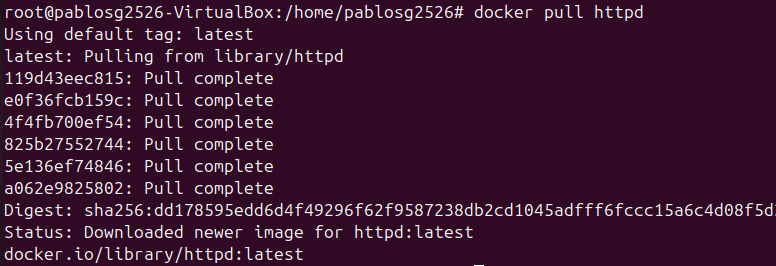 root@pablosg2526-VirtualBox:/home/pablosg2526# docker pull httpd
Using default tag: latest
latest: Pulling from library/httpd
119d43eec815: Pull complete
e0f36fcb159c: Pull complete
4f4fb700ef54: Pull complete
825b27552744: Pull complete
5e136ef74846: Pull complete
a062e9825802: Pull complete
Digest: sha256:dd178595edd6d4f49296f62f9587238db2cd1045adfff6fccc15a6c4d08f5d
Status: Downloaded newer image for httpd:latest
docker.io/library/httpd:latest